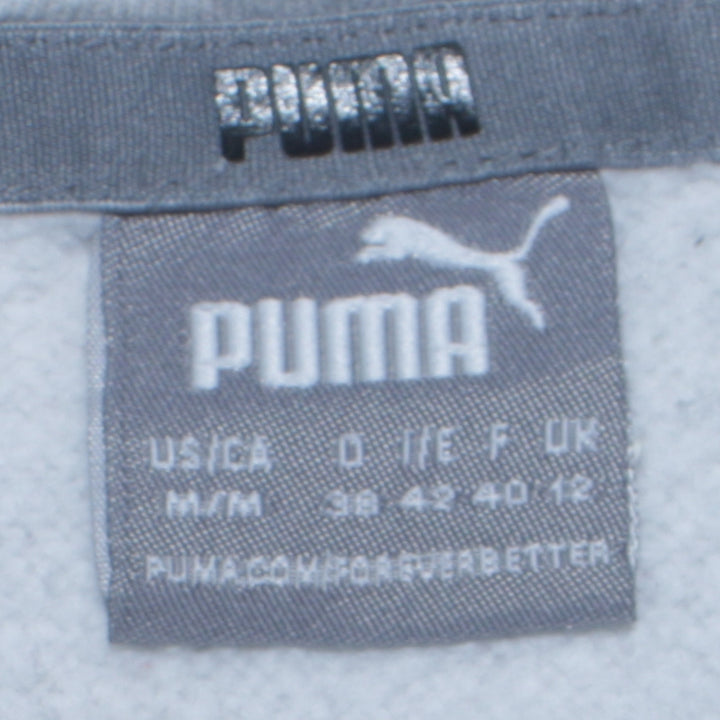 PUMA
PUMA
US/CA D I/E F UK
M/M 38 42 40 12
PUMA.COM/FOREVERBETTER